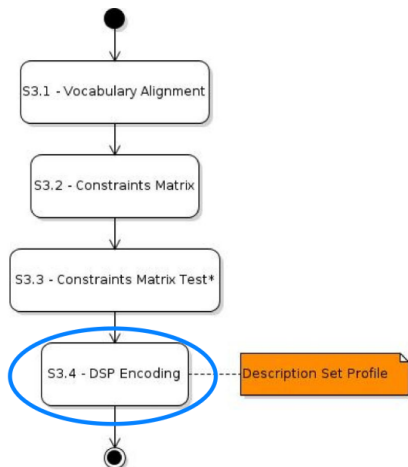 S3.1 - Vocabulary Alignment
S3.2 - Constraints Matrix
S3.3 - Constraints Matrix Test*
S3.4 - DSP Encoding
Description Set Profile